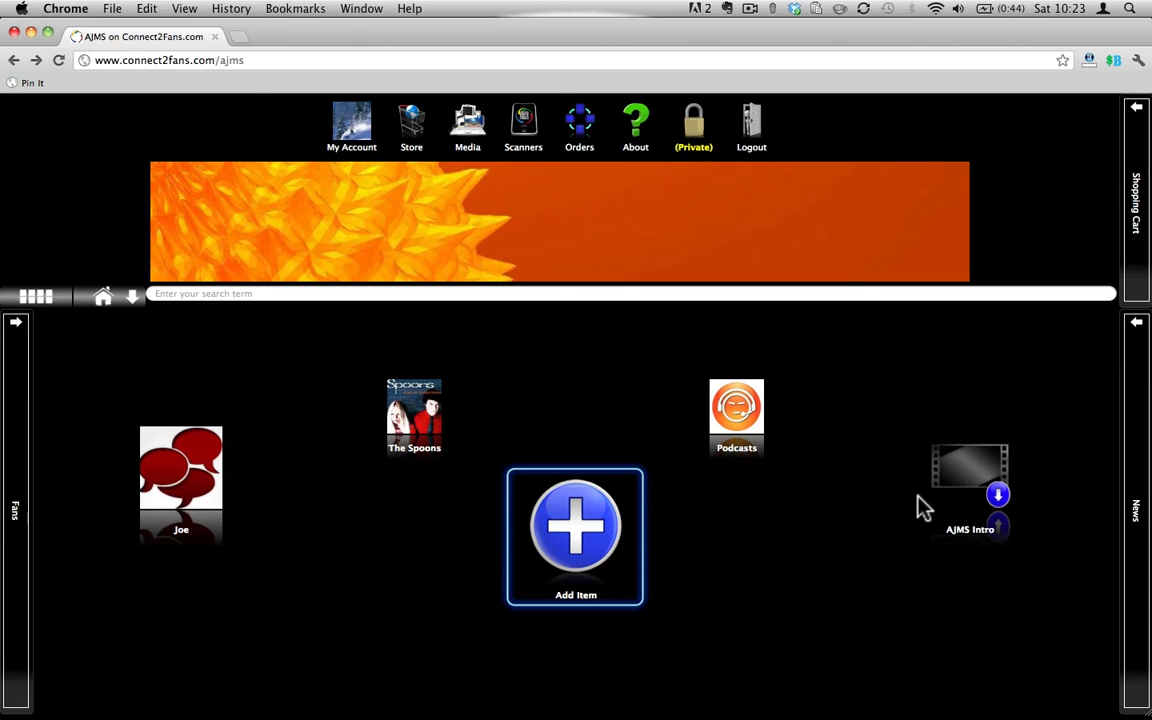 Chrome File Edit View History Bookmarks Window Help 2 (0:44) Sat 10:23
AJMS on Connect2Fans.com
www.connect2fans.com/ajms
Pin It
My Account Store Media Scanners Orders About (Private) Logout
Shopping Cart
Enter your search term
Spoons
The Spoons
Podcasts
Joe
AJMS Intro
Add Item
Fans
News